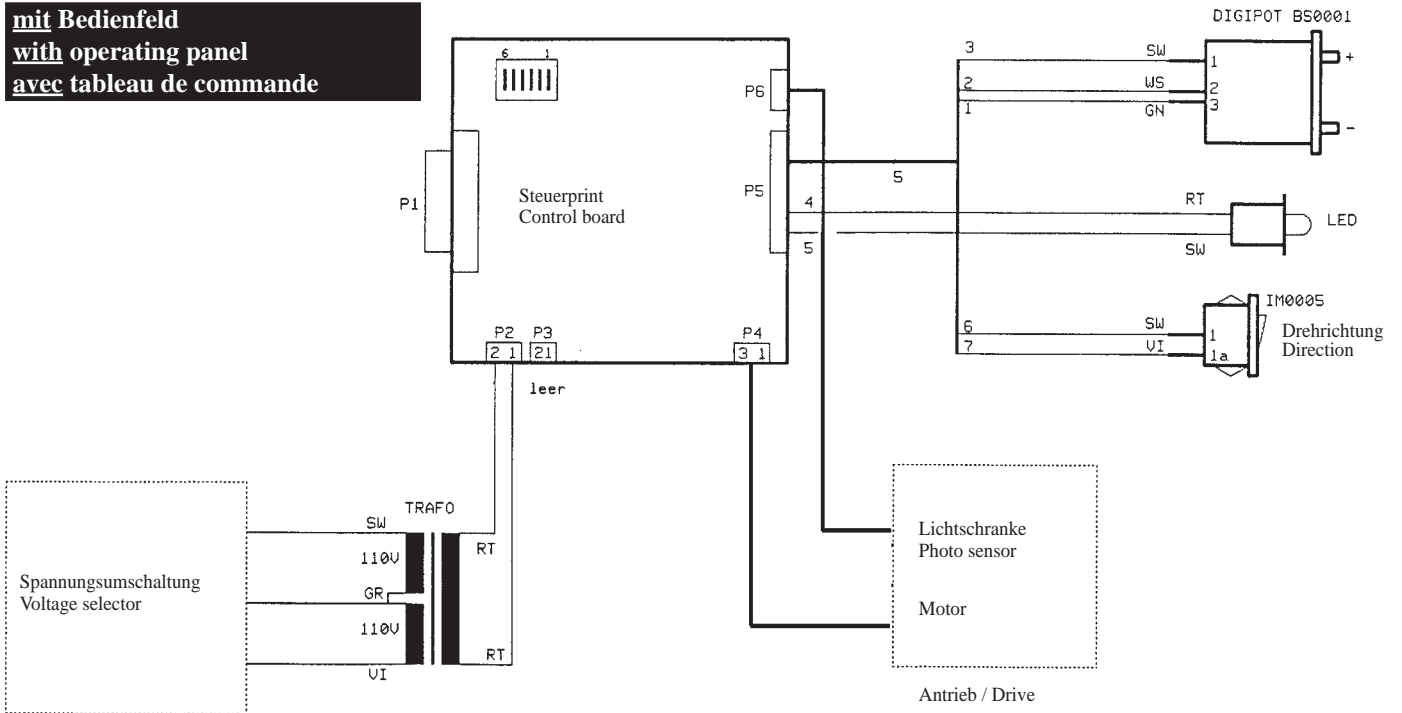 mit Bedienfeld
with operating panel
avec tableau de commande
DIGIPOT BS0001
6 1
3 SW 1 +
2 WS 2
1 GN 3
-
P6
P1
Steuerprint
Control board
P5
5
4 RT
LED
5 SW
IM0005
6 SW 1
7 VI 1a
Drehrichtung
Direction
P2 P3 P4
2 1 21 3 1
leer
TRAFO
SW
RT
110V
GR
110V
RT
VI
Spannungsumschaltung
Voltage selector
Lichtschranke
Photo sensor
Motor
Antrieb / Drive